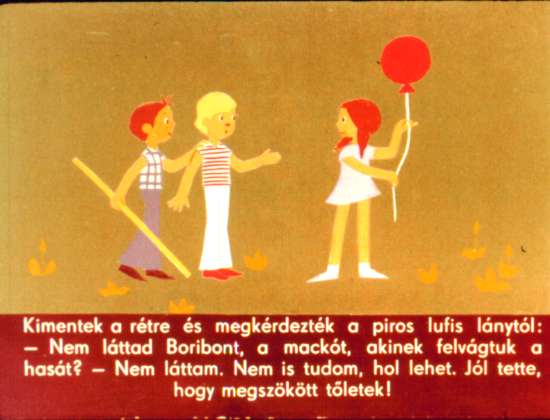 Kimentek a rétre és megkérdezték a piros lufis lánytól:
— Nem láttad Boribont, a mackót, akinek felvágtuk a
hasát? — Nem láttam. Nem is tudom, hol lehet. Jól tette,
hogy megszökött tőletek!